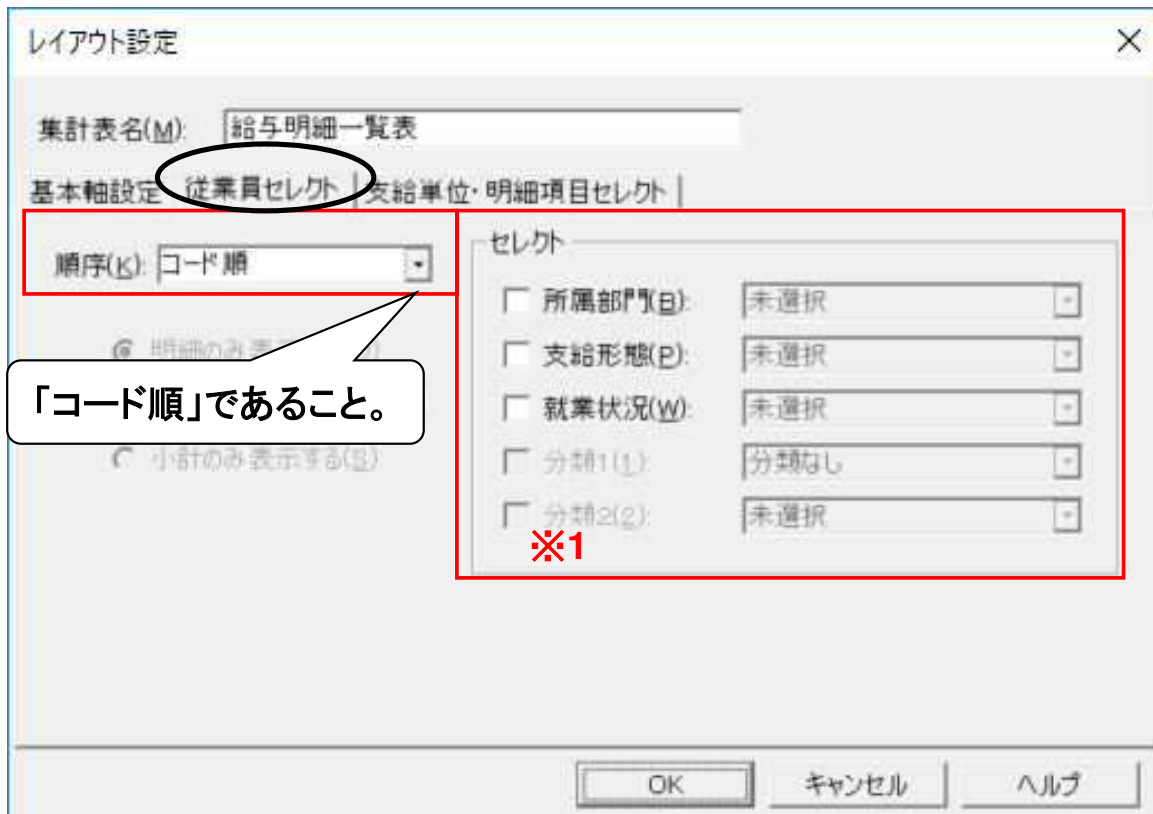 レイアウト設定
集計表名(M): 給与明細一覧表
基本軸設定 従業員セレクト 支給単位・明細項目セレクト
順序(K): コード順
セレクト
所属部門(B): 未選択
支給形態(P): 未選択
就業状況(W): 未選択
分類1(1): 分類なし
分類2(2): 未選択
※1
明細のみ表
「コード順」であること。
小計のみ表示する(S)
OK キャンセル ヘルプ